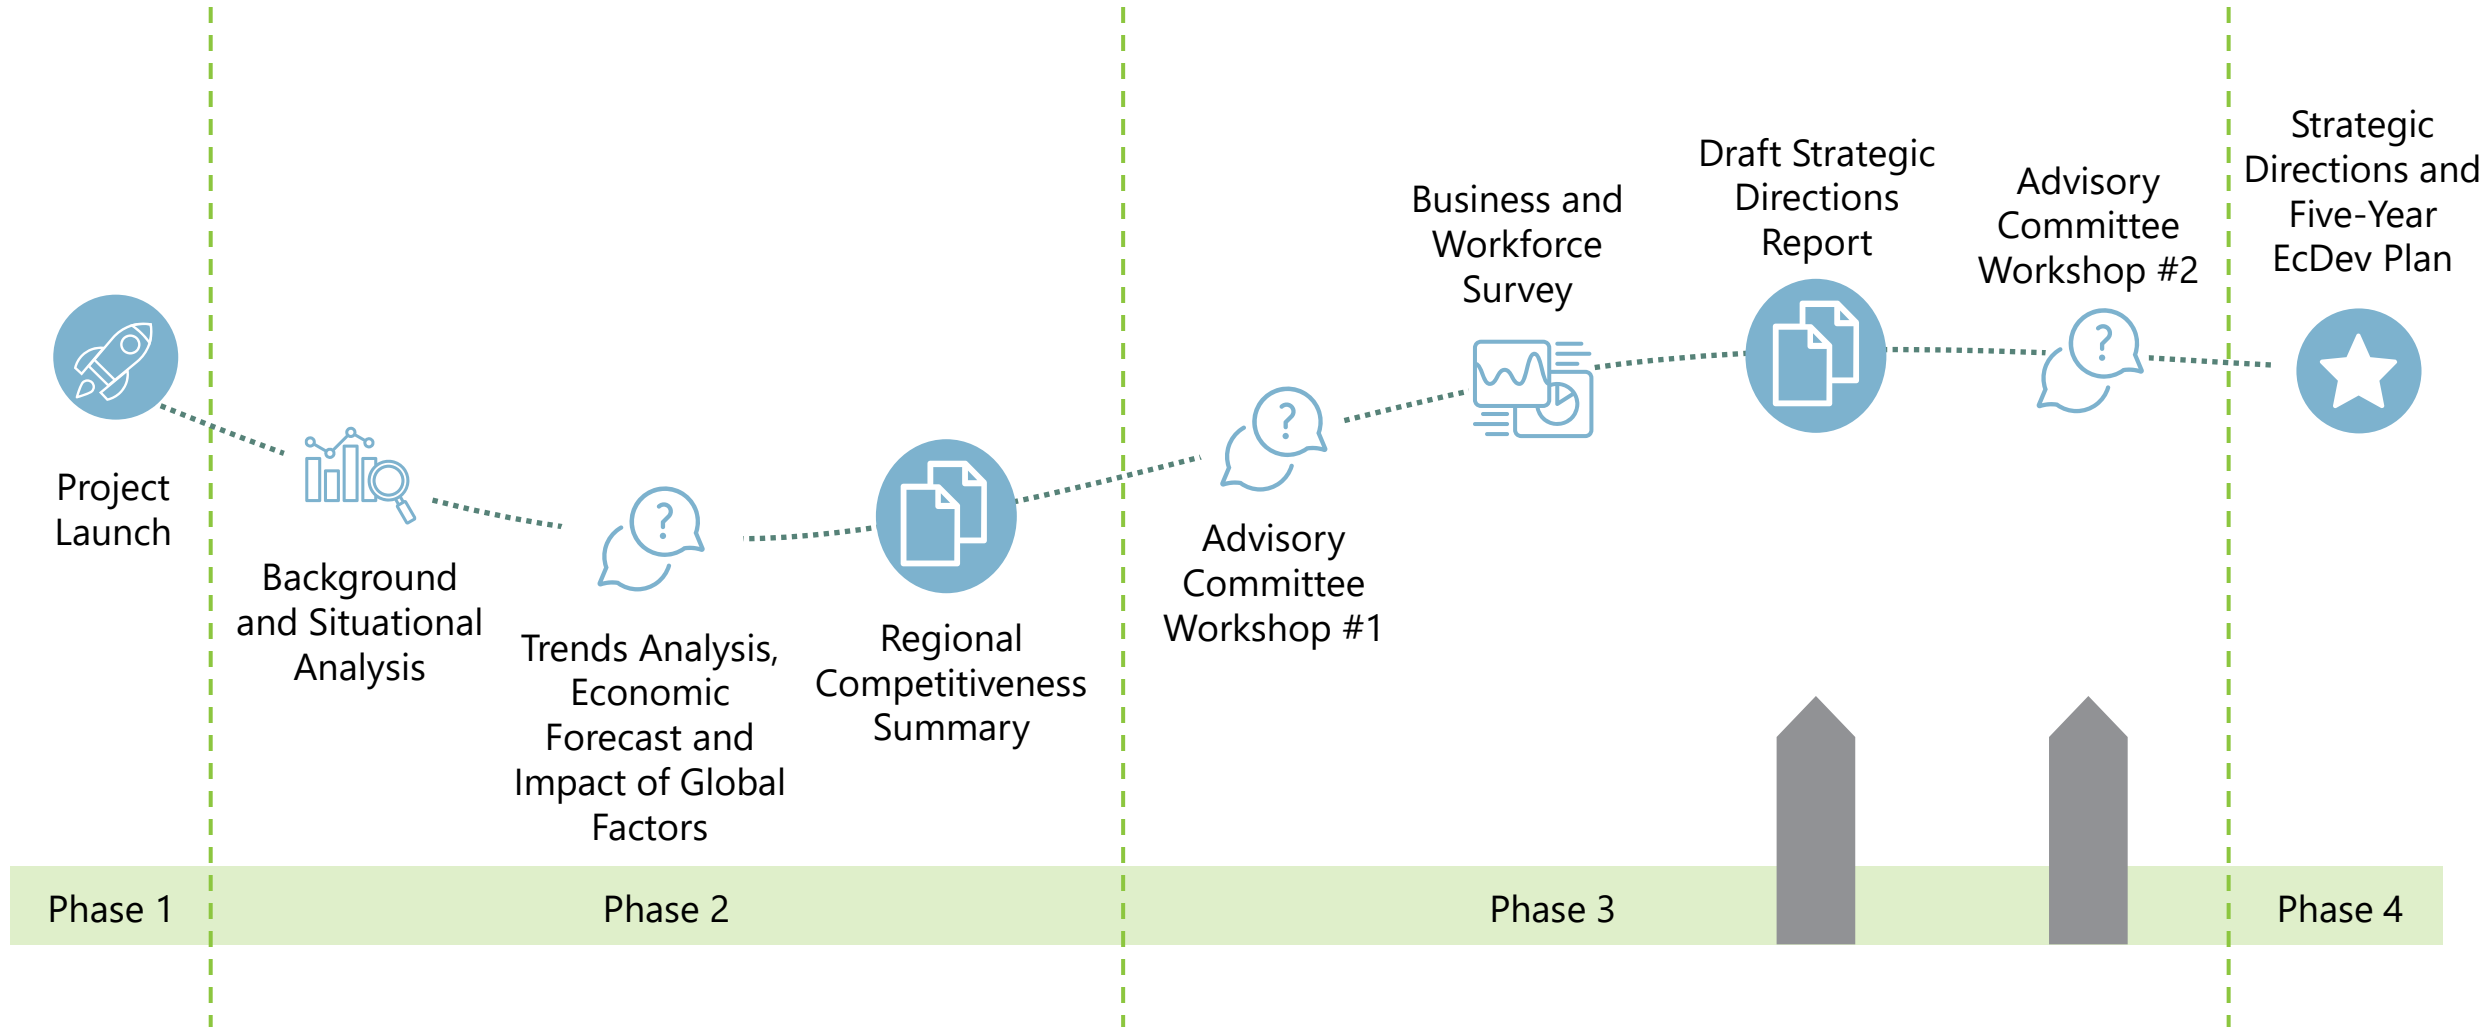 Project
Launch
Background
and Situational
Analysis
Trends Analysis,
Economic
Forecast and
Impact of Global
Factors
Regional
Competitiveness
Summary
Advisory
Committee
Workshop #1
Business and
Workforce
Survey
Draft Strategic
Directions
Report
Advisory
Committee
Workshop #2
Strategic
Directions and
Five-Year
EcDev Plan
Phase 1
Phase 2
Phase 3
Phase 4